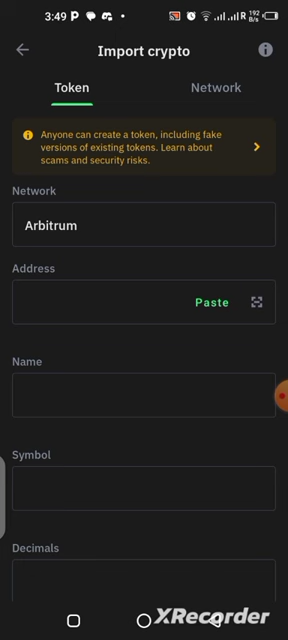 3:49
192
B/s
Import crypto
Token
Network
Anyone can create a token, including fake
versions of existing tokens. Learn about
scams and security risks.
Network
Arbitrum
Address
Paste
Name
Symbol
Decimals
XRecorder